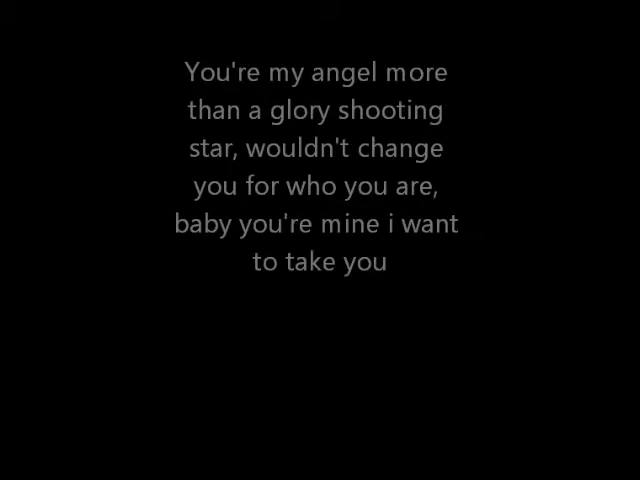 You're my angel more
than a glory shooting
star, wouldn't change
you for who you are,
baby you're mine i want
to take you